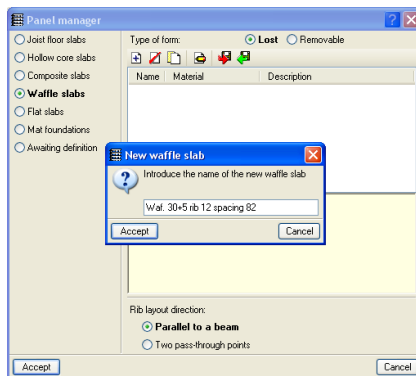 Panel manager
Joist floor slabs
Hollow core slabs
Composite slabs
Waffle slabs
Flat slabs
Mat foundations
Awaiting definition
Type of form: Lost Removable
Name Material Description
New waffle slab
Introduce the name of the new waffle slab
Waf. 30+5 rib 12 spacing 82
Accept Cancel
Rib layout direction:
Parallel to a beam
Two pass-through points
Accept Cancel